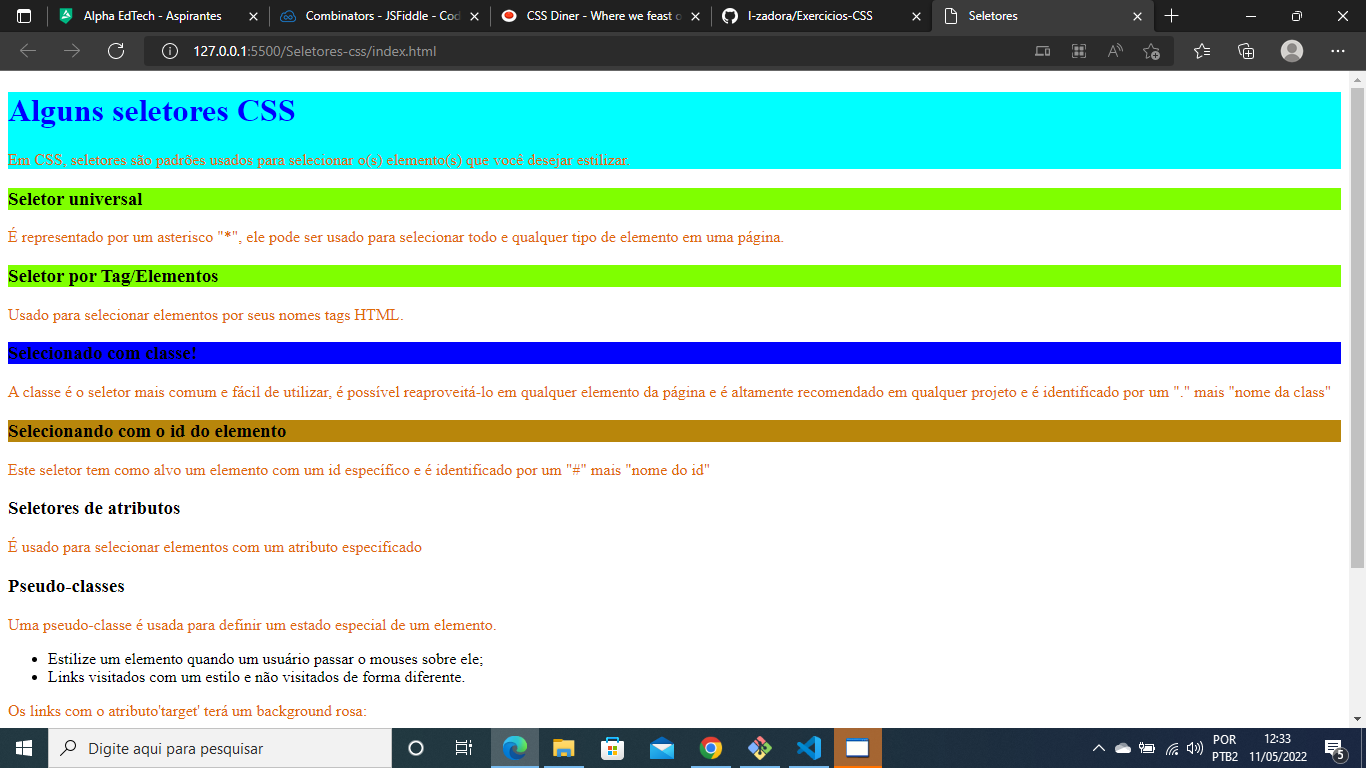 Alpha EdTech - Aspirantes
Combinators - JSFiddle - Cod
CSS Diner - Where we feast o
I-zadora/Exercicios-CSS
Seletores
127.0.0.1:5500/Seletores-css/index.html
Alguns seletores CSS
Em CSS, seletores são padrões usados para selecionar o(s) elemento(s) que você desejar estilizar.
Seletor universal
É representado por um asterisco "*", ele pode ser usado para selecionar todo e qualquer tipo de elemento em uma página.
Seletor por Tag/Elementos
Usado para selecionar elementos por seus nomes tags HTML.
Selecionado com classe!
A classe é o seletor mais comum e fácil de utilizar, é possível reaproveitá-lo em qualquer elemento da página e é altamente recomendado em qualquer projeto e é identificado por um "." mais "nome da class"
Selecionando com o id do elemento
Este seletor tem como alvo um elemento com um id específico e é identificado por um "#" mais "nome do id"
Seletores de atributos
É usado para selecionar elementos com um atributo especificado
Pseudo-classes
Uma pseudo-classe é usada para definir um estado especial de um elemento.
Estilize um elemento quando um usuário passar o mouses sobre ele;
Links visitados com um estilo e não visitados de forma diferente.
Os links com o atributo'target' terá um background rosa:
Digite aqui para pesquisar
POR
PTB2
12:33
11/05/2022
5